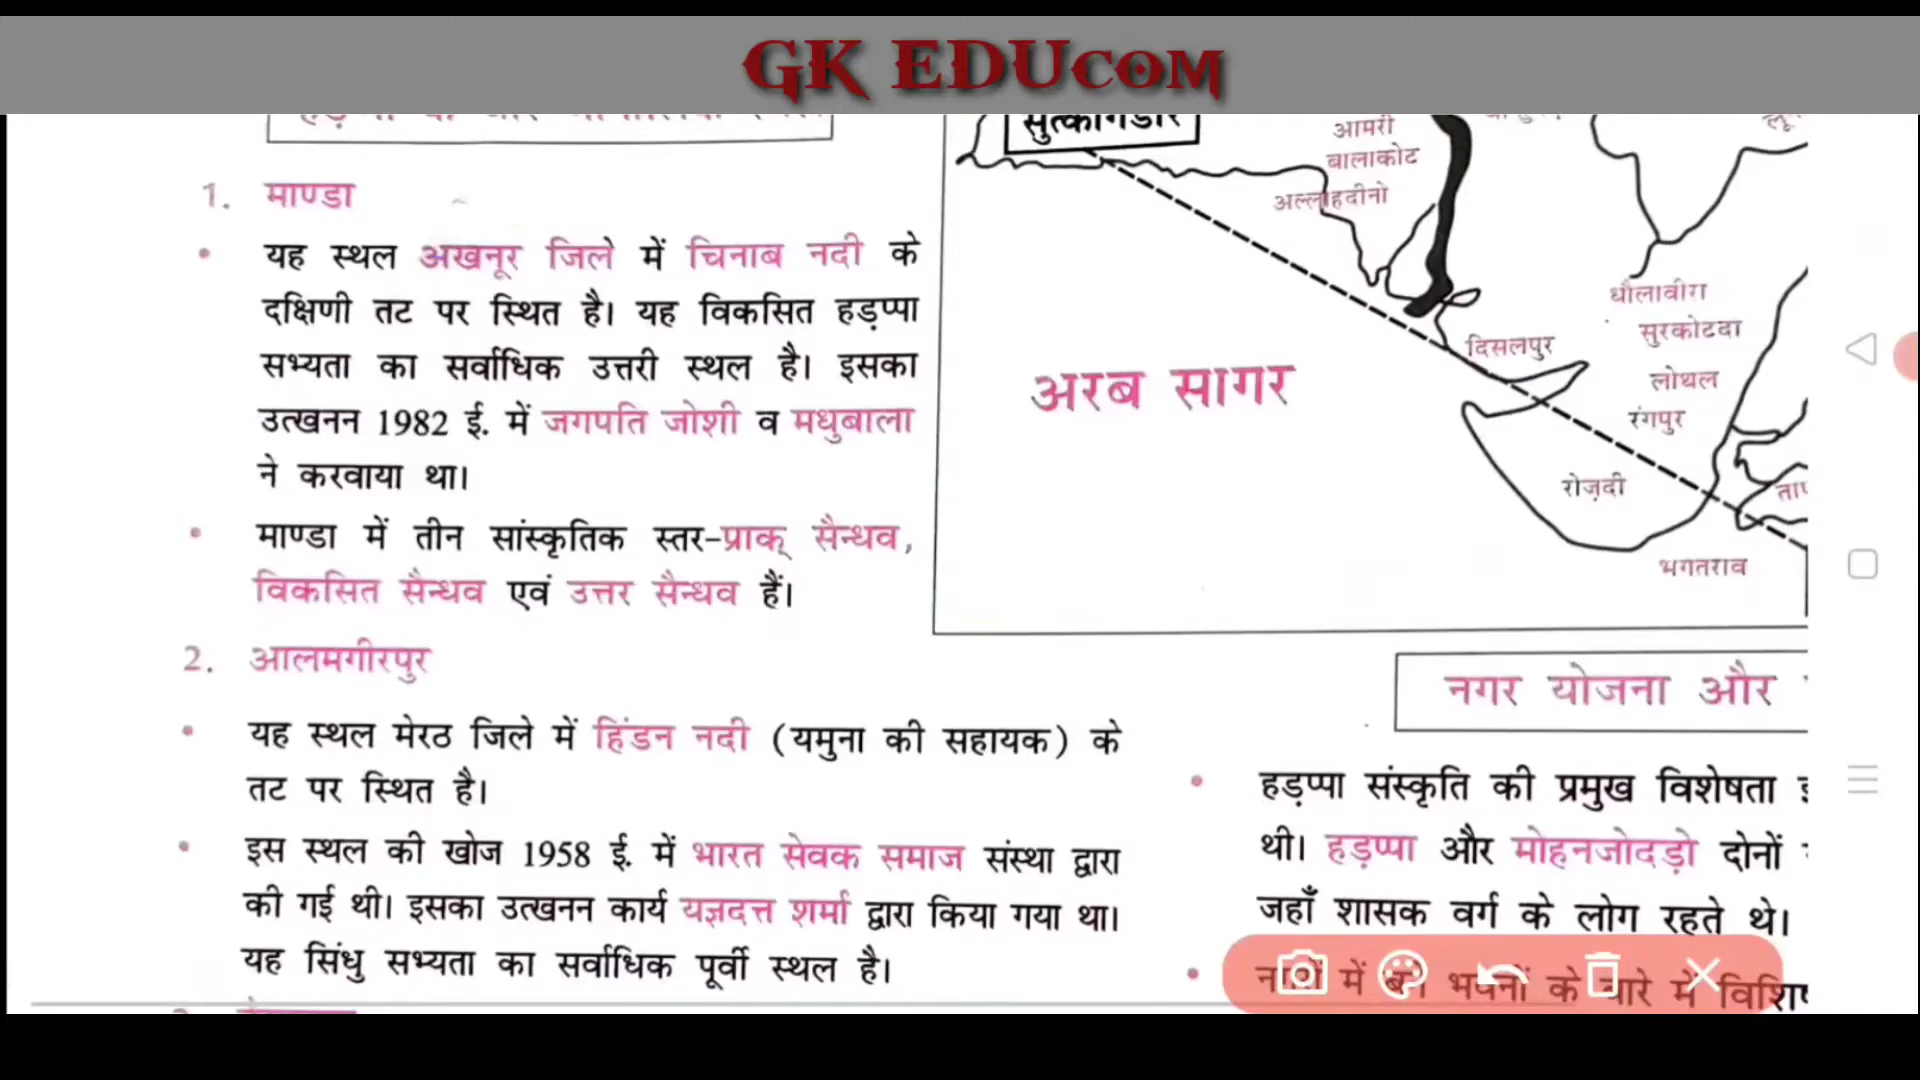 GK EDUCOM
सुत्कागेंडोर
आमरी
बालाकोट
अल्लाहदीनो
धौलावीरा
सुरकोटदा
दिसलपुर
लोथल
रंगपुर
रोज़दी
भगतराव
अरब सागर
1. माण्डा
• यह स्थल अखनूर जिले में चिनाब नदी के
दक्षिणी तट पर स्थित है। यह विकसित हड़प्पा
सभ्यता का सर्वाधिक उत्तरी स्थल है। इसका
उत्खनन 1982 ई. में जगपति जोशी व मधुबाला
ने करवाया था।
• माण्डा में तीन सांस्कृतिक स्तर-प्राक् सैन्धव,
विकसित सैन्धव एवं उत्तर सैन्धव हैं।
2. आलमगीरपुर
• यह स्थल मेरठ जिले में हिंडन नदी (यमुना की सहायक) के
तट पर स्थित है।
• इस स्थल की खोज 1958 ई. में भारत सेवक समाज संस्था द्वारा
की गई थी। इसका उत्खनन कार्य यज्ञदत्त शर्मा द्वारा किया गया था।
यह सिंधु सभ्यता का सर्वाधिक पूर्वी स्थल है।
नगर योजना और
• हड़प्पा संस्कृति की प्रमुख विशेषता
थी। हड़प्पा और मोहनजोदड़ो दोनों
जहाँ शासक वर्ग के लोग रहते थे।
• में भवनों के बारे में